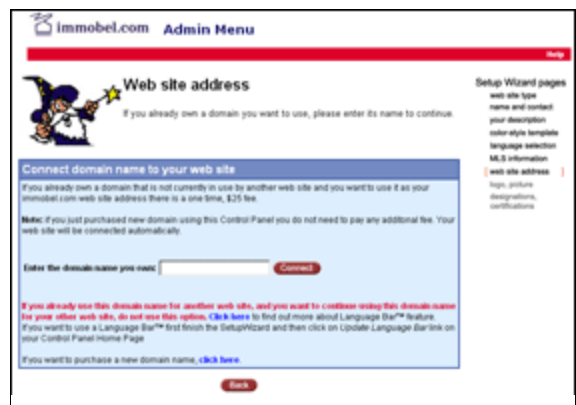 immobel.com Admin Menu
Help
Web site address
If you already own a domain you want to use, please enter its name to continue.
Setup Wizard pages
web site type
name and contact
your description
color-style template
language selection
MLS information
[ web site address ]
logo, picture
designations,
certifications
Connect domain name to your web site
If you already own a domain that is not currently in use by another web site and you want to use it as your
immobel.com web site address there is a one time, $25 fee.
Note: if you just purchased new domain using this Control Panel you do not need to pay any additional fee. Your
web site will be connected automatically.
Enter the domain name you own:
Connect
If you already use this domain name for another web site, and you want to continue using this domain name
for your other web site, do not use this option. Click here to find out more about Language Bar™ feature.
If you want to use a Language Bar™ first finish the SetupWizard and then click on Update Language Bar link on
your Control Panel Home Page
If you want to purchase a new domain name, click here.
Back